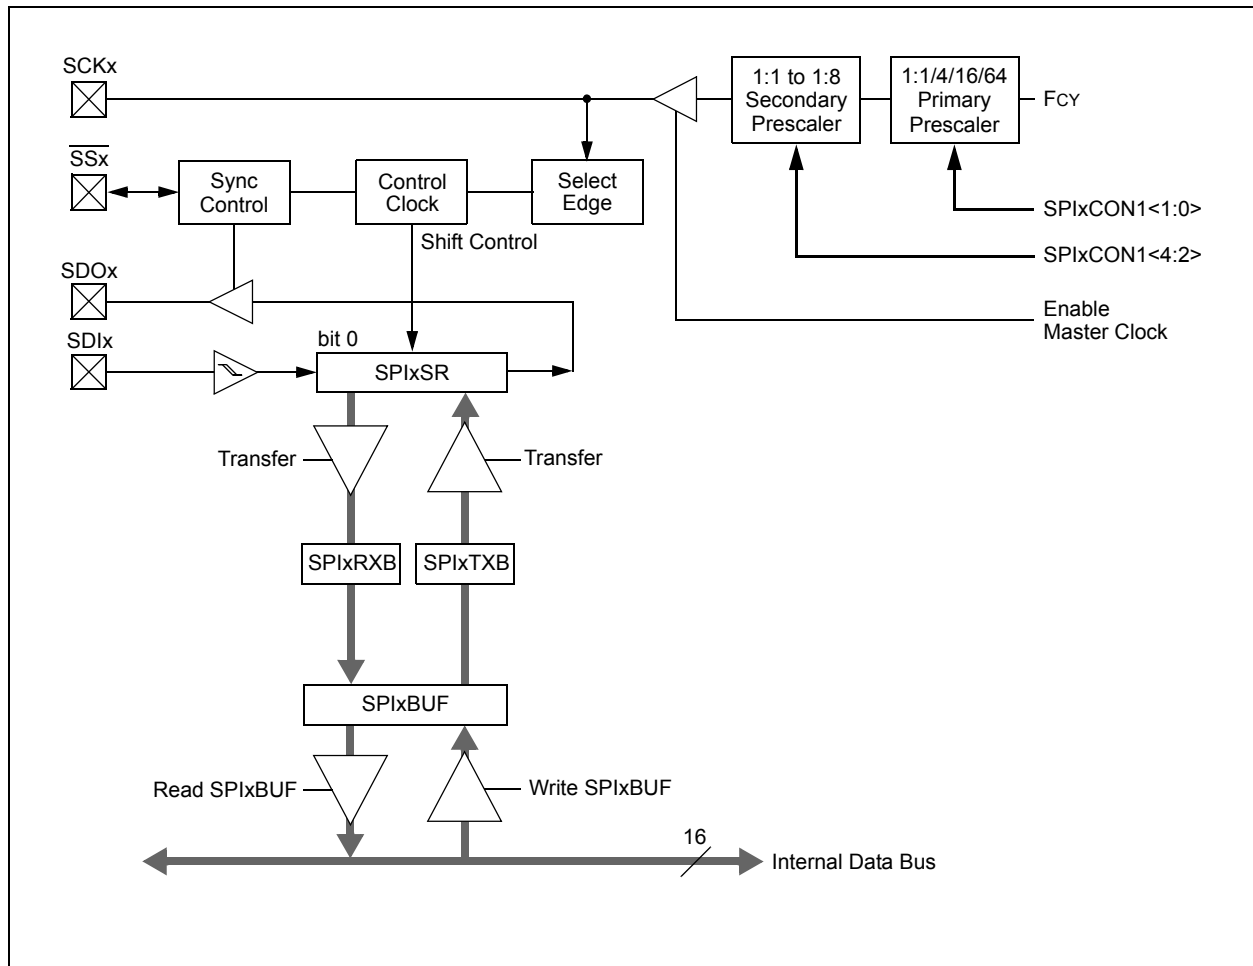 SCKx
1:1 to 1:8
Secondary
Prescaler
1:1/4/16/64
Primary
Prescaler
FCY
SSx
Sync
Control
Control
Clock
Select
Edge
SPIxCON1<1:0>
Shift Control
SPIxCON1<4:2>
SDOx
Enable
Master Clock
SDIx
bit 0
SPIxSR
Transfer
Transfer
SPIxRXB
SPIxTXB
SPIxBUF
Read SPIxBUF
Write SPIxBUF
16
Internal Data Bus